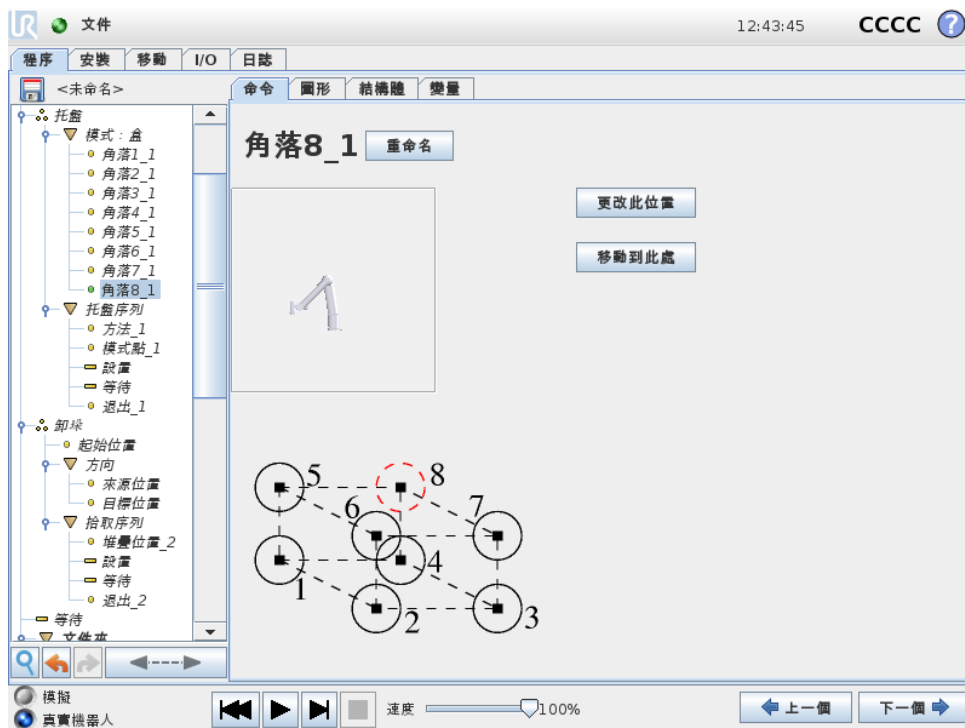 UR 文件 12:43:45 CCCC ?
程序 安裝 移動 I/O 日誌
<未命名> 命令 圖形 結構體 變量
托盤
模式：盒
角落1_1
角落2_1
角落3_1
角落4_1
角落5_1
角落6_1
角落7_1
角落8_1
托盤序列
方法_1
模式點_1
設置
等待
退出_1
卸垛
起始位置
方向
來源位置
目標位置
拾取序列
堆疊位置_2
設置
等待
退出_2
等待
文件夾
角落8_1 重命名
更改此位置
移動到此處
5 8
6 7
1 4
2 3
模擬
真實機器人
速度 100% 上一個 下一個